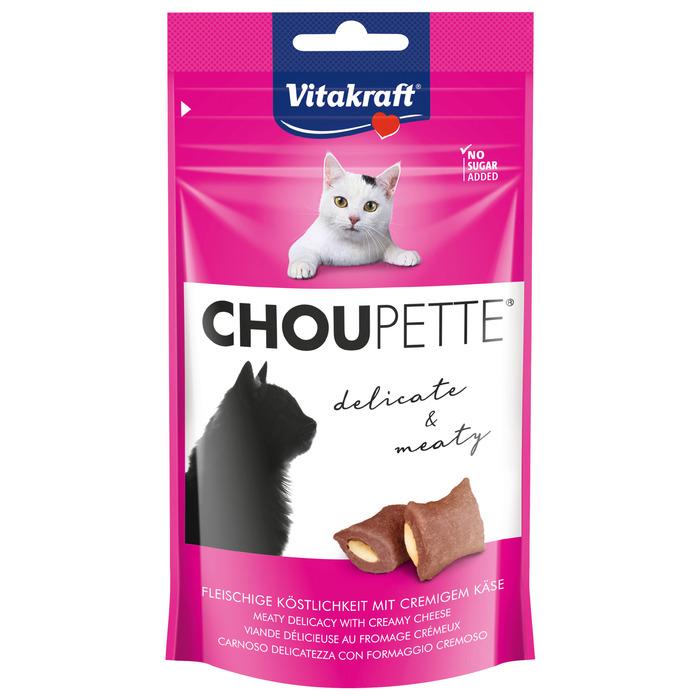 Vitakraft®
NO
SUGAR
ADDED
CHOUPETTE®
delicate
&
meaty
FLEISCHIGE KÖSTLICHKEIT MIT CREMIGEM KÄSE
MEATY DELICACY WITH CREAMY CHEESE
VIANDE DÉLICIEUSE AU FROMAGE CRÉMEUX
CARNOSO DELICATEZZA CON FORMAGGIO CREMOSO